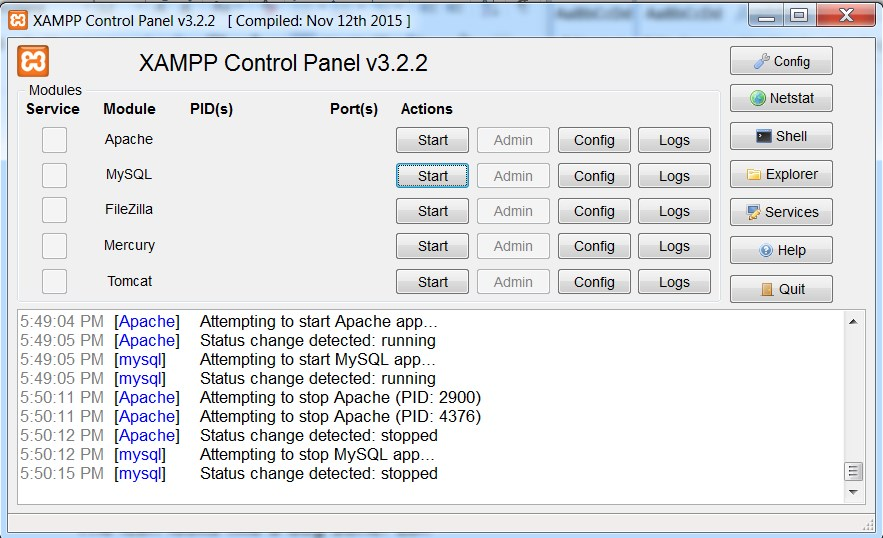 XAMPP Control Panel v3.2.2 [ Compiled: Nov 12th 2015 ]
XAMPP Control Panel v3.2.2
Config
Modules
Service Module PID(s) Port(s) Actions
Netstat
Apache Start Admin Config Logs
Shell
MySQL Start Admin Config Logs
Explorer
FileZilla Start Admin Config Logs
Services
Mercury Start Admin Config Logs
Help
Tomcat Start Admin Config Logs
Quit
5:49:04 PM [Apache] Attempting to start Apache app...
5:49:05 PM [Apache] Status change detected: running
5:49:05 PM [mysql] Attempting to start MySQL app...
5:49:05 PM [mysql] Status change detected: running
5:50:11 PM [Apache] Attempting to stop Apache (PID: 2900)
5:50:11 PM [Apache] Attempting to stop Apache (PID: 4376)
5:50:12 PM [Apache] Status change detected: stopped
5:50:12 PM [mysql] Attempting to stop MySQL app...
5:50:15 PM [mysql] Status change detected: stopped